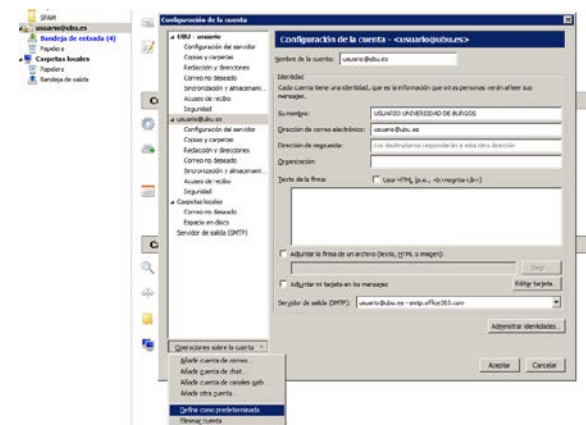 SPAM
usuario@ubu.es
Bandeja de entrada (4)
Papelera
Carpetas locales
Papelera
Bandeja de salida
Configuración de la cuenta
UBU - usuario
Configuración del servidor
Copias y carpetas
Redacción y direcciones
Correo no deseado
Sincronización y almacenam...
Acuses de recibo
Seguridad
usuario@ubu.es
Configuración del servidor
Copias y carpetas
Redacción y direcciones
Correo no deseado
Sincronización y almacenam...
Acuses de recibo
Seguridad
Carpetas locales
Correo no deseado
Espacio en disco
Servidor de salida (SMTP)
Operaciones sobre la cuenta
Añadir cuenta de correo...
Añadir cuenta de chat...
Añadir cuenta de canales web...
Añadir otra cuenta...
Definir como predeterminada
Eliminar cuenta
Configuración de la cuenta - <usuario@ubu.es>
Nombre de la cuenta: usuario@ubu.es
Identidad
Cada cuenta tiene una identidad, que es la información que otras personas verán al leer sus
mensajes.
Su nombre: USUARIO UNIVERSIDAD DE BURGOS
Dirección de correo electrónico: usuario@ubu.es
Dirección de respuesta: Los destinatarios responderán a esta otra dirección
Organización:
Texto de la firma: Usar HTML (p.e., <b>negrita</b>)
Adjuntar la firma de un archivo (texto, HTML o imagen):
Elegir...
Adjuntar mi tarjeta en los mensajes
Editar tarjeta...
Servidor de salida (SMTP): usuario@ubu.es - smtp.office365.com
Administrar identidades...
Aceptar
Cancelar